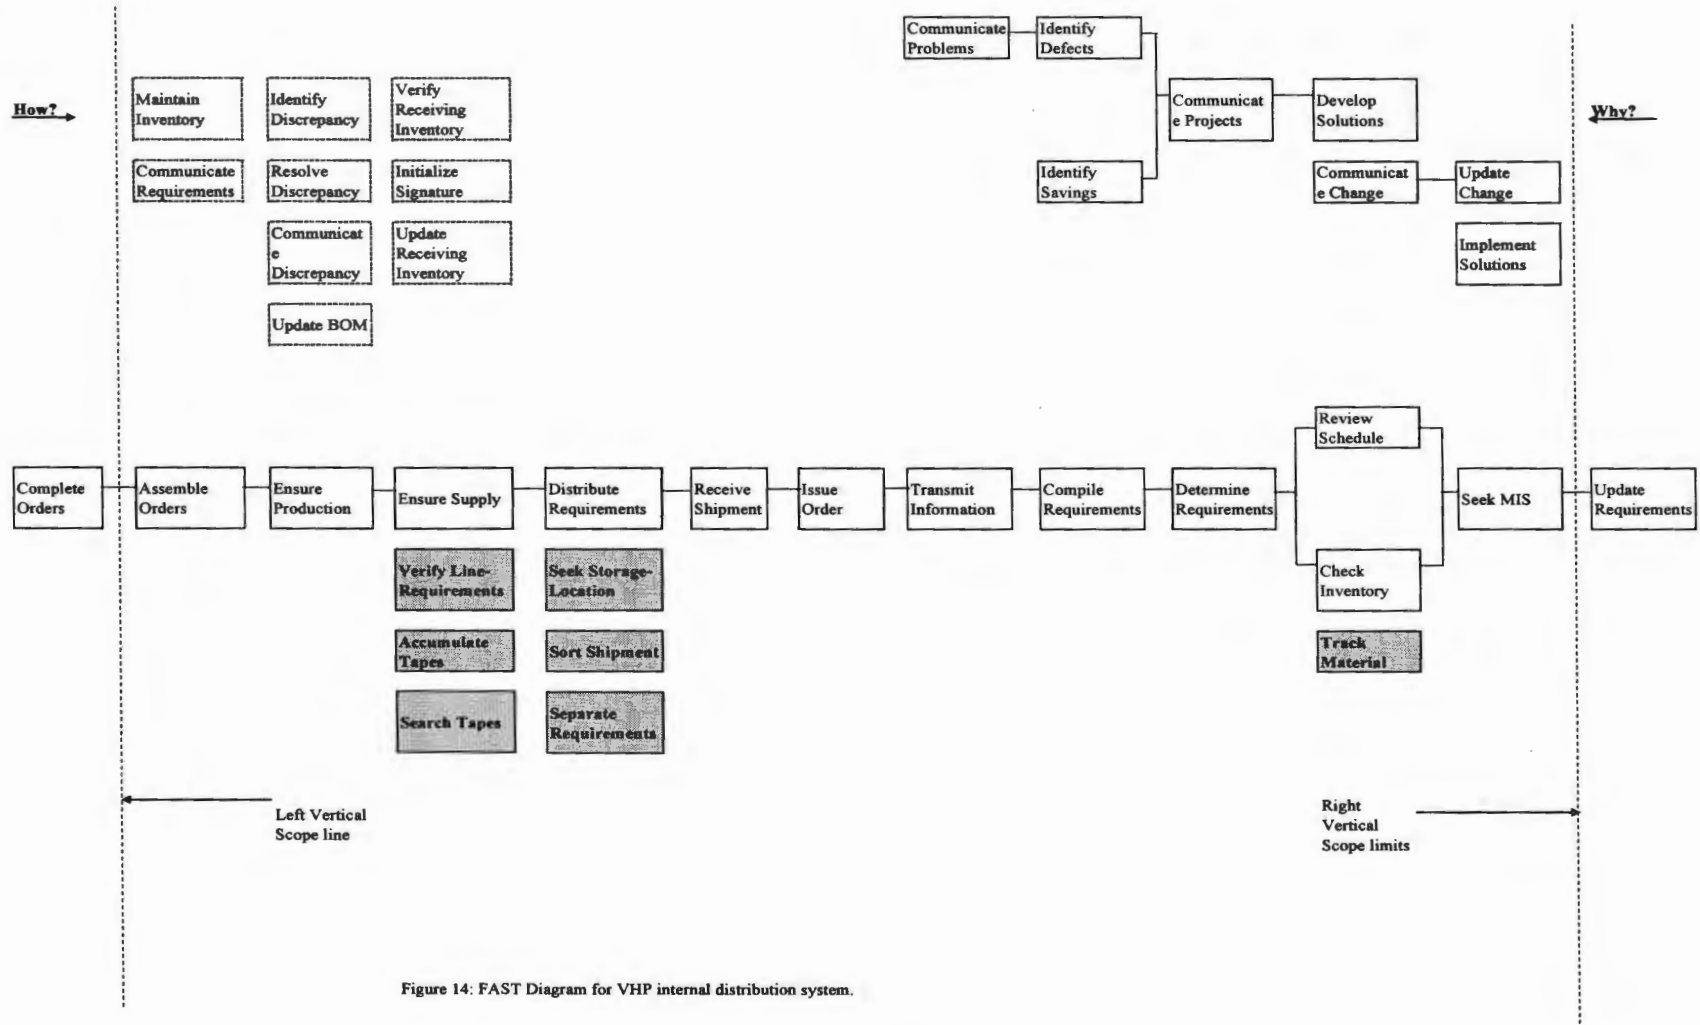 Communicate
Problems
Identify
Defects
How?
Maintain
Inventory
Identify
Discrepancy
Verify
Receiving
Inventory
Communicat
e Projects
Develop
Solutions
Why?
Communicate
Requirements
Resolve
Discrepancy
Initialize
Signature
Identify
Savings
Communicat
e Change
Update
Change
Communicat
e
Discrepancy
Update
Receiving
Inventory
Implement
Solutions
Update BOM
Review
Schedule
Complete
Orders
Assemble
Orders
Ensure
Production
Ensure Supply
Distribute
Requirements
Receive
Shipment
Issue
Order
Transmit
Information
Compile
Requirements
Determine
Requirements
Seek MIS
Update
Requirements
Verify Line-
Requirements
Seek Storage-
Location
Check
Inventory
Accumulate
Tapes
Sort Shipment
Track
Material
Search Tapes
Separate
Requirements
Left Vertical
Scope line
Right
Vertical
Scope limits
Figure 14: FAST Diagram for VHP internal distribution system.